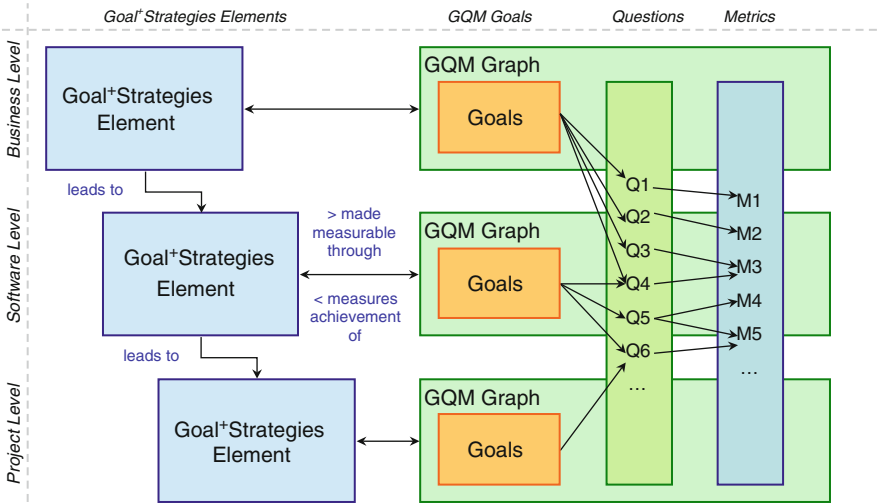 Goal⁺Strategies Elements
GQM Goals
Questions
Metrics
Business Level
Goal⁺Strategies
Element
GQM Graph
Goals
leads to
Software Level
Goal⁺Strategies
Element
> made
measurable
through
< measures
achievement
of
GQM Graph
Goals
leads to
Project Level
Goal⁺Strategies
Element
GQM Graph
Goals
Q1
Q2
Q3
Q4
Q5
Q6
...
M1
M2
M3
M4
M5
...